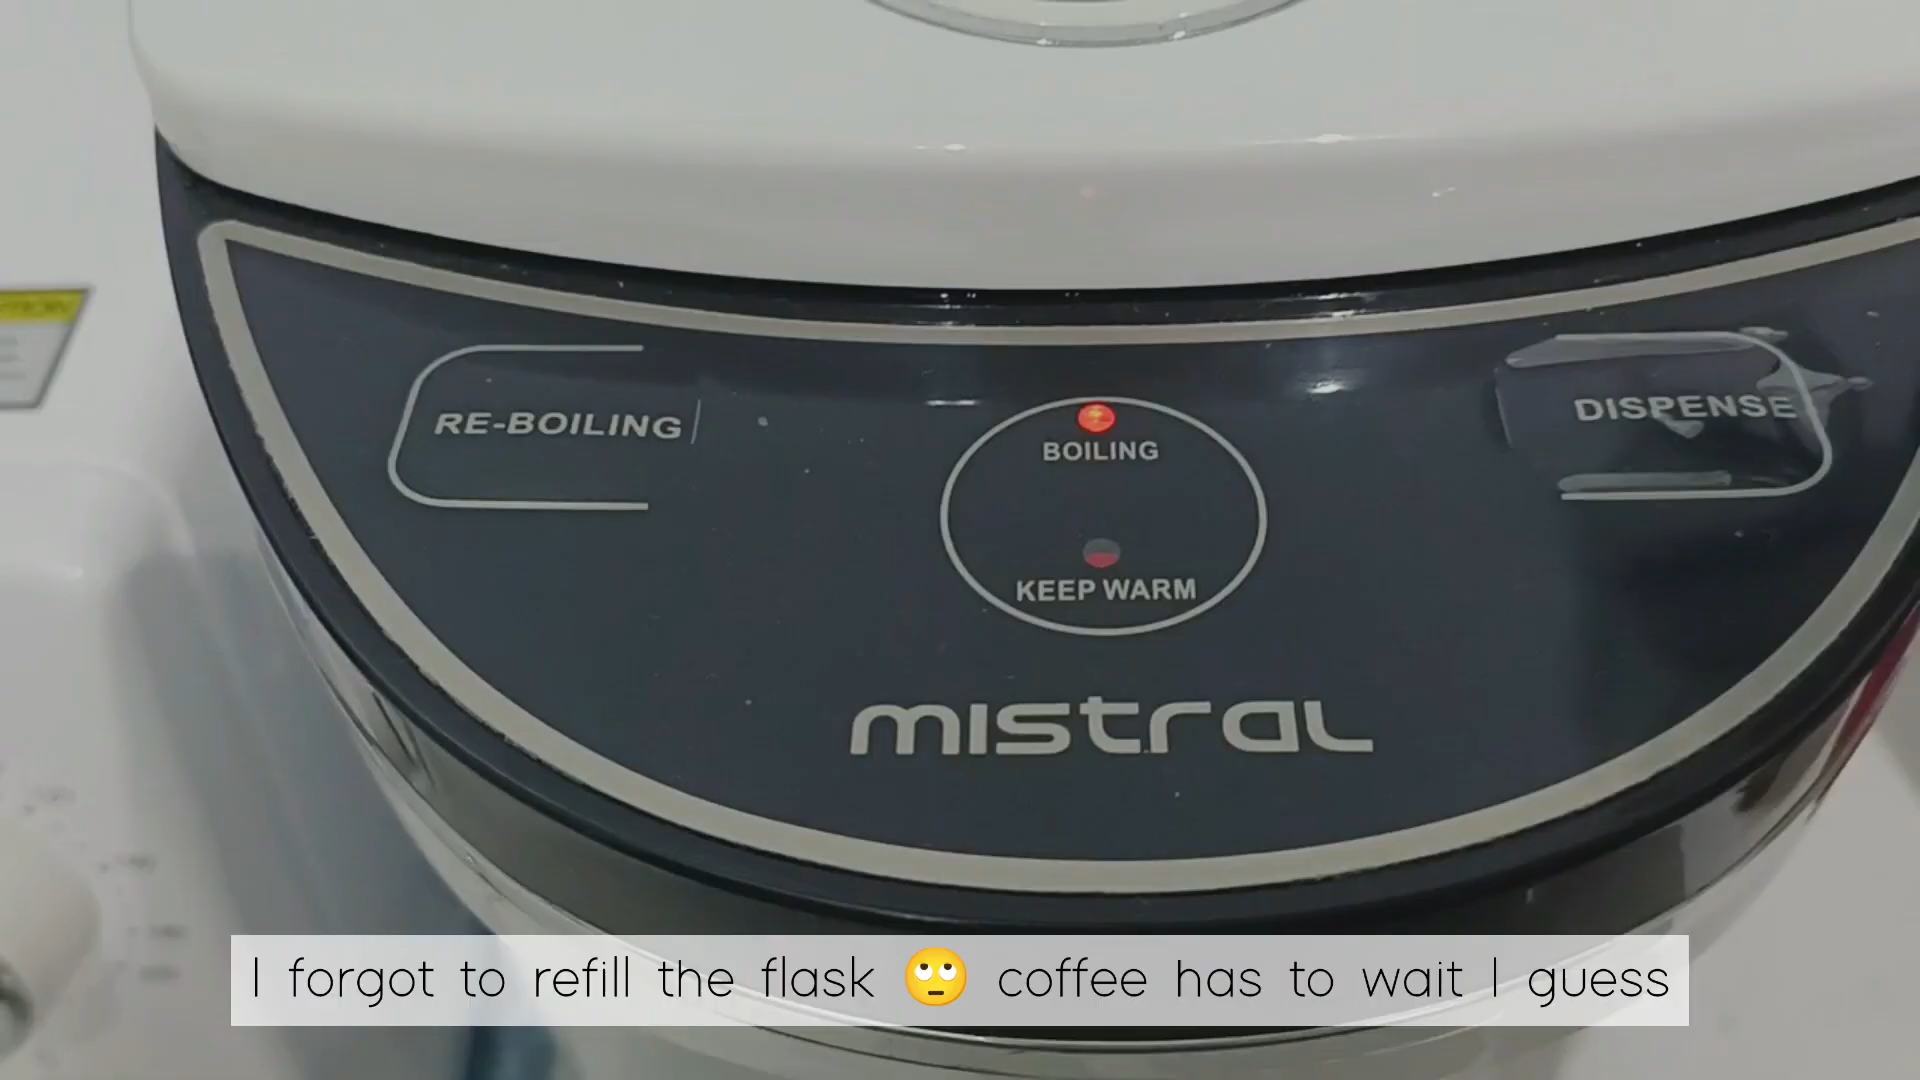 RE-BOILING
BOILING
DISPENSE
KEEP WARM
mistral
I forgot to refill the flask 🙄 coffee has to wait I guess